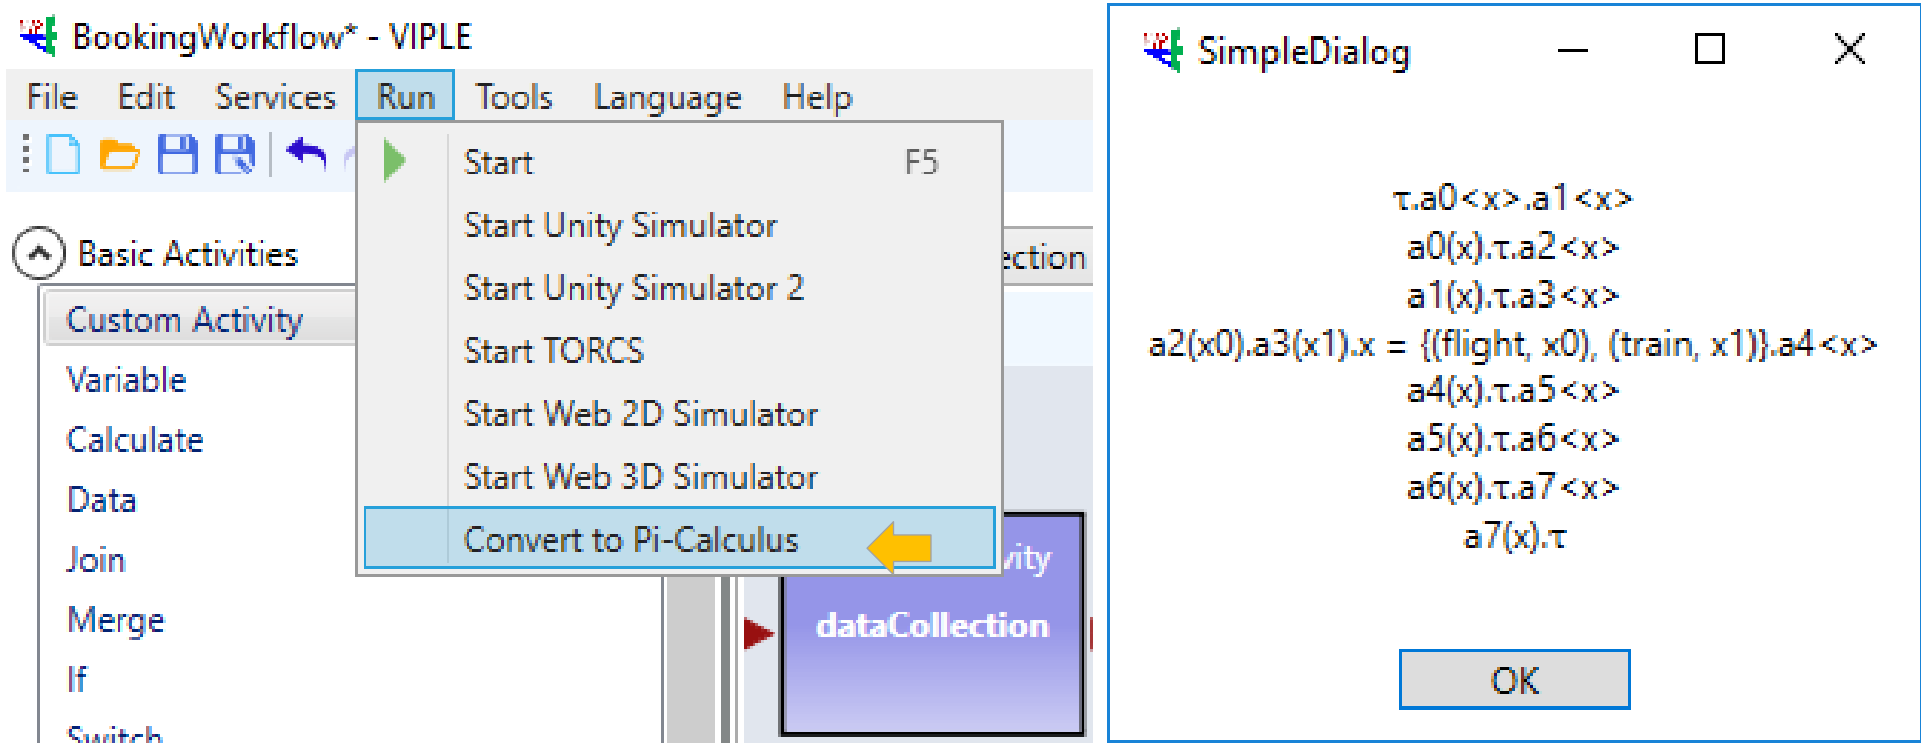 BookingWorkflow* - VIPLE
File Edit Services Run Tools Language Help
Start F5
Start Unity Simulator
Start Unity Simulator 2
Start TORCS
Start Web 2D Simulator
Start Web 3D Simulator
Convert to Pi-Calculus
Basic Activities
Custom Activity
Variable
Calculate
Data
Join
Merge
If
Switch
ection
vity
dataCollection
SimpleDialog
τ.a0<x>.a1<x>
a0(x).τ.a2<x>
a1(x).τ.a3<x>
a2(x0).a3(x1).x = {(flight, x0), (train, x1)}.a4<x>
a4(x).τ.a5<x>
a5(x).τ.a6<x>
a6(x).τ.a7<x>
a7(x).τ
OK